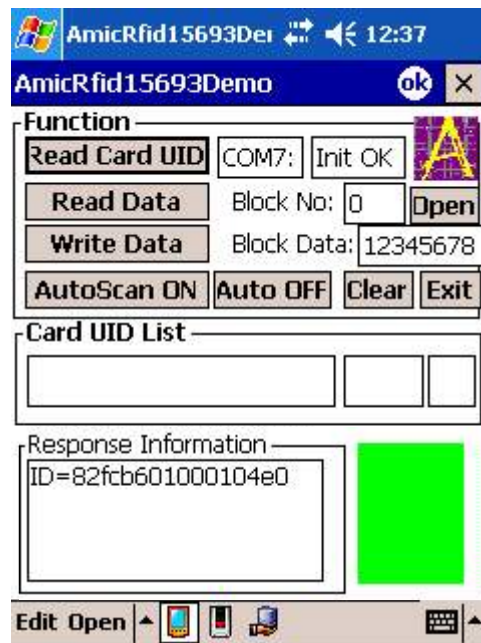 AmicRfid15693Der 12:37
AmicRfid15693Demo ok
Function
Read Card UID COM7: Init OK
Read Data Block No: 0 Open
Write Data Block Data: 12345678
AutoScan ON Auto OFF Clear Exit
Card UID List
Response Information
ID=82fcb601000104e0
Edit Open